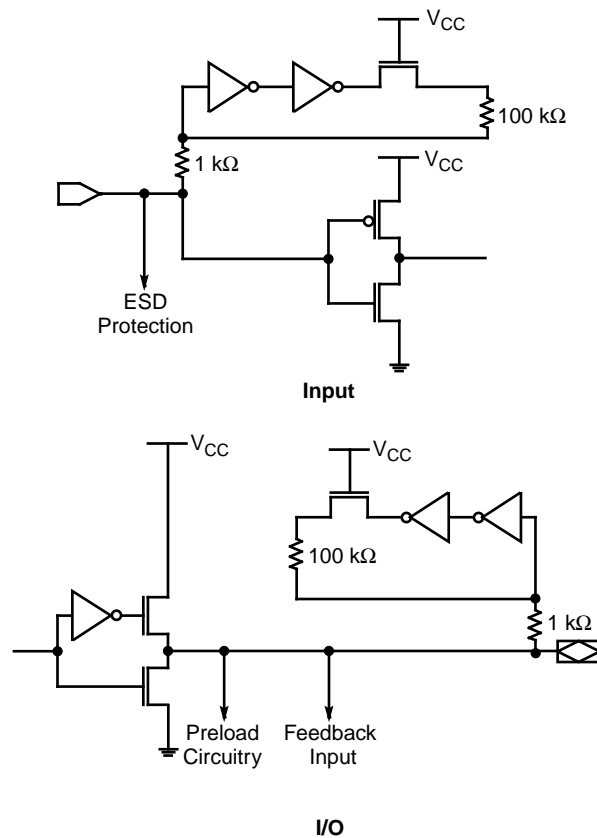 VCC
100 kΩ
1 kΩ
VCC
ESD
Protection
Input
VCC
VCC
100 kΩ
1 kΩ
Preload
Circuitry
Feedback
Input
I/O